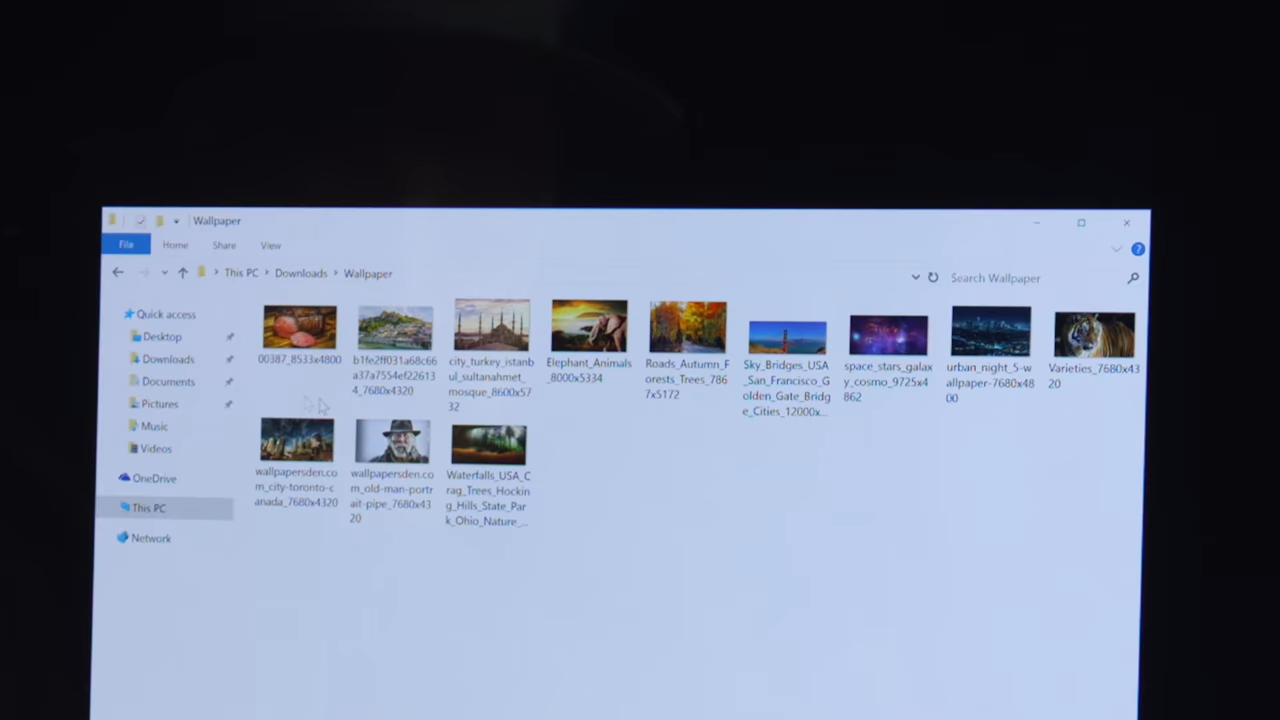 Wallpaper
File Home Share View
This PC > Downloads > Wallpaper
Search Wallpaper
Quick access
Desktop
Downloads
Documents
Pictures
Music
Videos
OneDrive
This PC
Network
00387_8533x4800
b1fe2ff031a68c66
a37a7554ef22613
4_7680x4320
city_turkey_istanb
ul_sultanahmet_
mosque_8600x57
32
Elephant_Animals
_8000x5334
Roads_Autumn_F
orests_Trees_786
7x5172
Sky_Bridges_USA
_San_Francisco_G
olden_Gate_Bridg
e_Cities_12000x...
space_stars_galax
y_cosmo_9725x4
862
urban_night_5-w
allpaper-7680x48
00
Varieties_7680x43
20
wallpapersden.co
m_city-toronto-c
anada_7680x4320
wallpapersden.co
m_old-man-portr
ait-pipe_7680x43
20
Waterfalls_USA_C
rag_Trees_Hockin
g_Hills_State_Par
k_Ohio_Nature_...